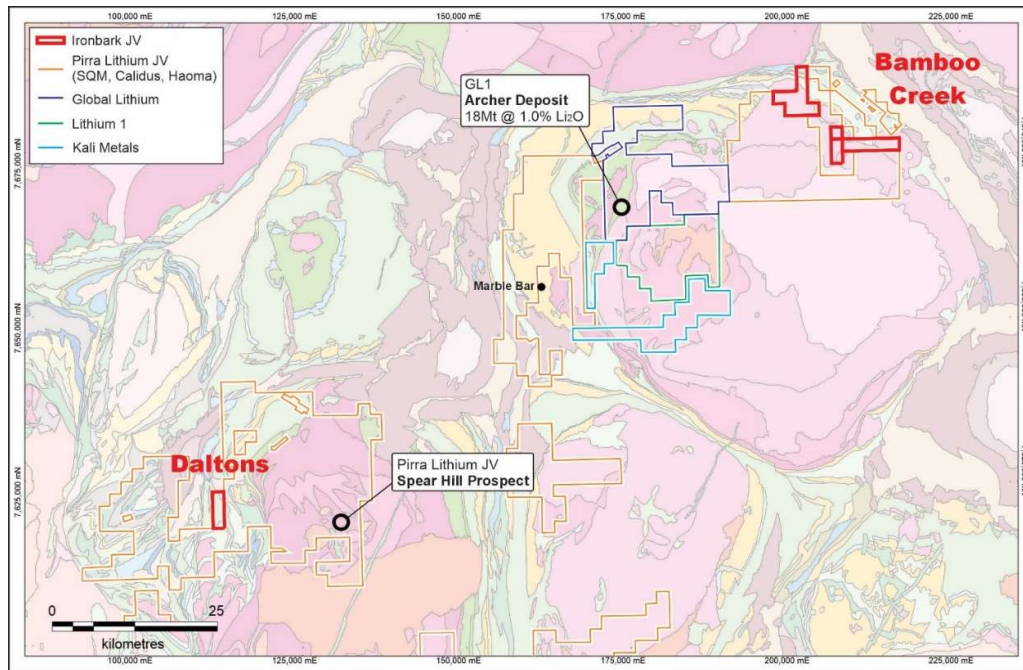 100,000 mE
125,000 mE
150,000 mE
175,000 mE
200,000 mE
225,000 mE
Ironbark JV
Pirra Lithium JV
(SQM, Calidus, Haoma)
Global Lithium
Lithium 1
Kali Metals
GL1
Archer Deposit
18Mt @ 1.0% Li₂O
Bamboo
Creek
7,675,000 mN
Marble Bar
7,650,000 mN
Daltons
Pirra Lithium JV
Spear Hill Prospect
7,625,000 mN
0
25
kilometres
100,000 mE
125,000 mE
150,000 mE
175,000 mE
200,000 mE
225,000 mE